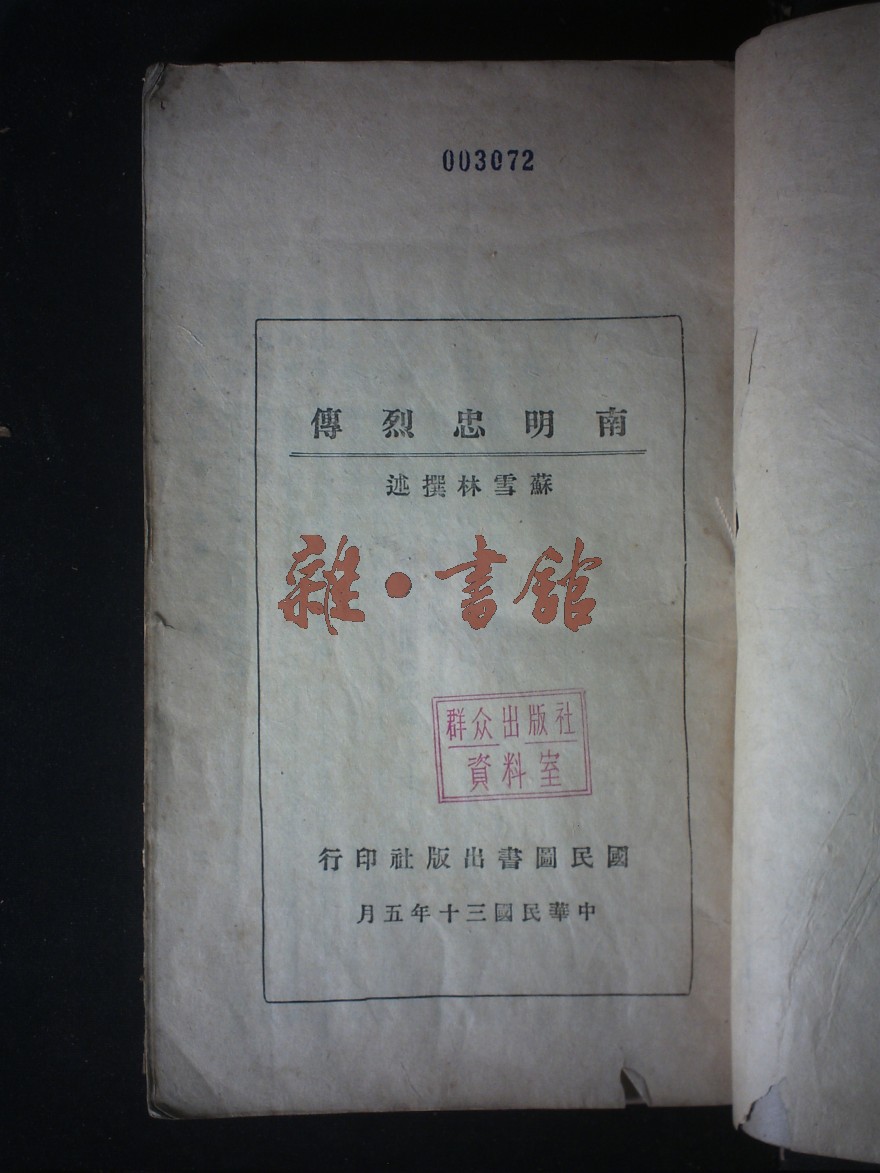 003072
南明忠烈傳
蘇雪林撰述
雜·書館
群众出版社
資料室
國民圖書出版社印行
中華民國三十年五月